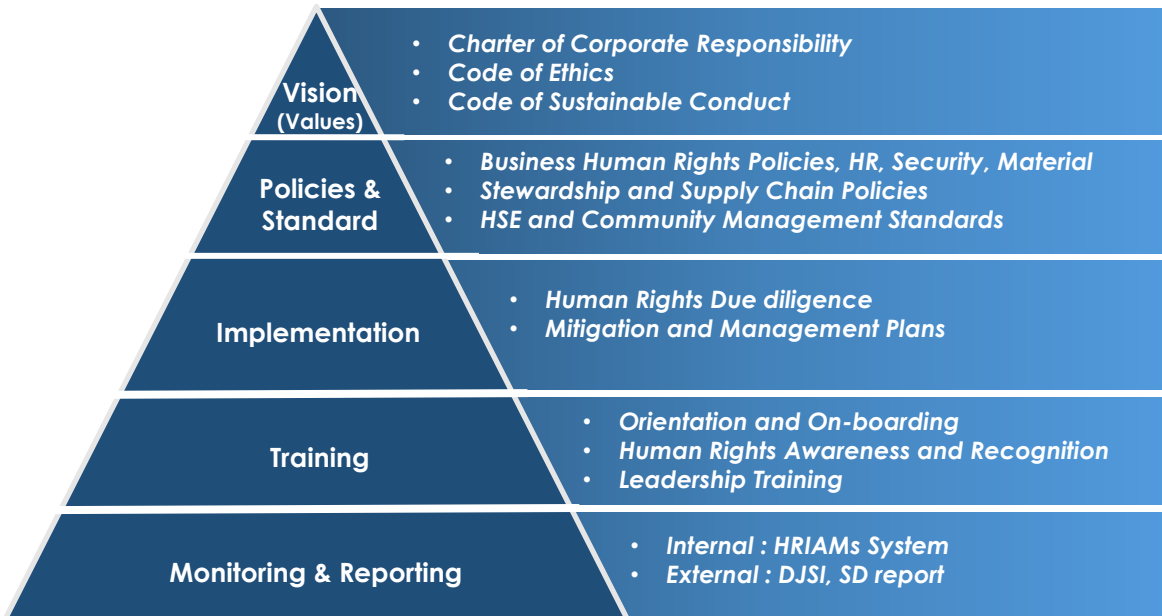 Vision
(Values)
• Charter of Corporate Responsibility
• Code of Ethics
• Code of Sustainable Conduct
Policies &
Standard
• Business Human Rights Policies, HR, Security, Material
• Stewardship and Supply Chain Policies
• HSE and Community Management Standards
Implementation
• Human Rights Due diligence
• Mitigation and Management Plans
Training
• Orientation and On-boarding
• Human Rights Awareness and Recognition
• Leadership Training
Monitoring & Reporting
• Internal : HRIAMs System
• External : DJSI, SD report